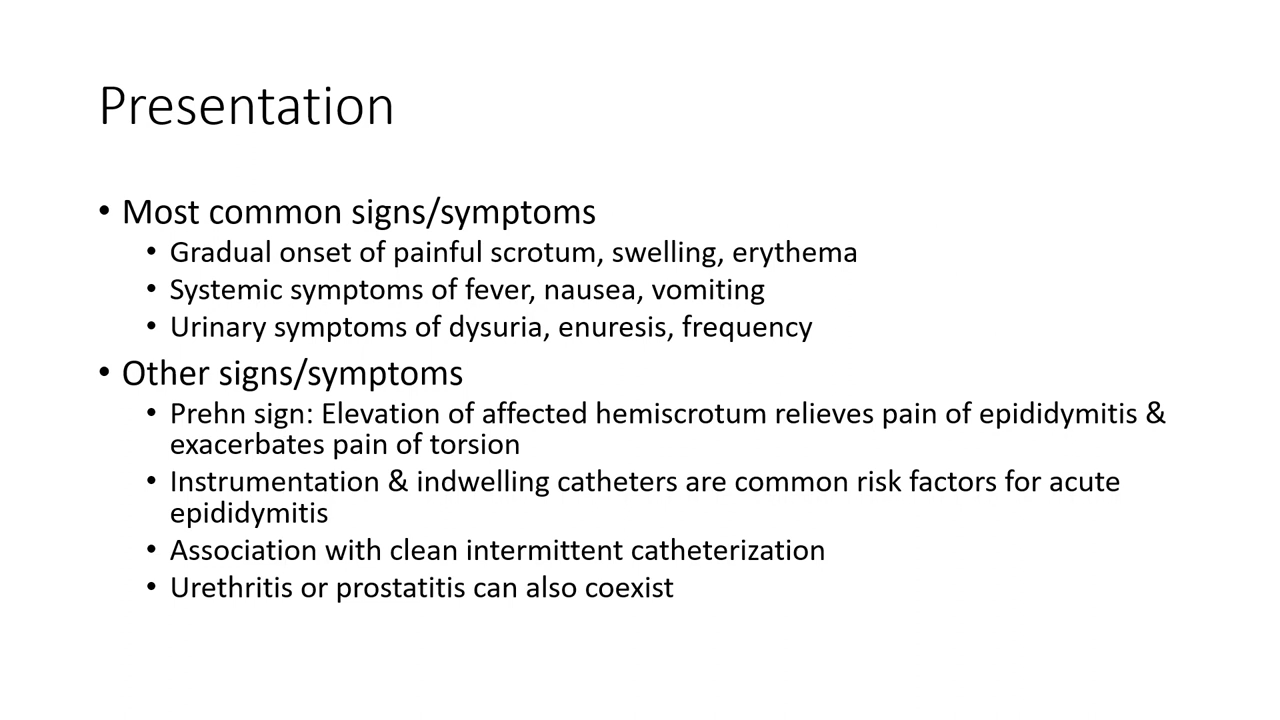 Presentation
• Most common signs/symptoms
• Gradual onset of painful scrotum, swelling, erythema
• Systemic symptoms of fever, nausea, vomiting
• Urinary symptoms of dysuria, enuresis, frequency
• Other signs/symptoms
• Prehn sign: Elevation of affected hemiscrotum relieves pain of epididymitis &
exacerbates pain of torsion
• Instrumentation & indwelling catheters are common risk factors for acute
epididymitis
• Association with clean intermittent catheterization
• Urethritis or prostatitis can also coexist